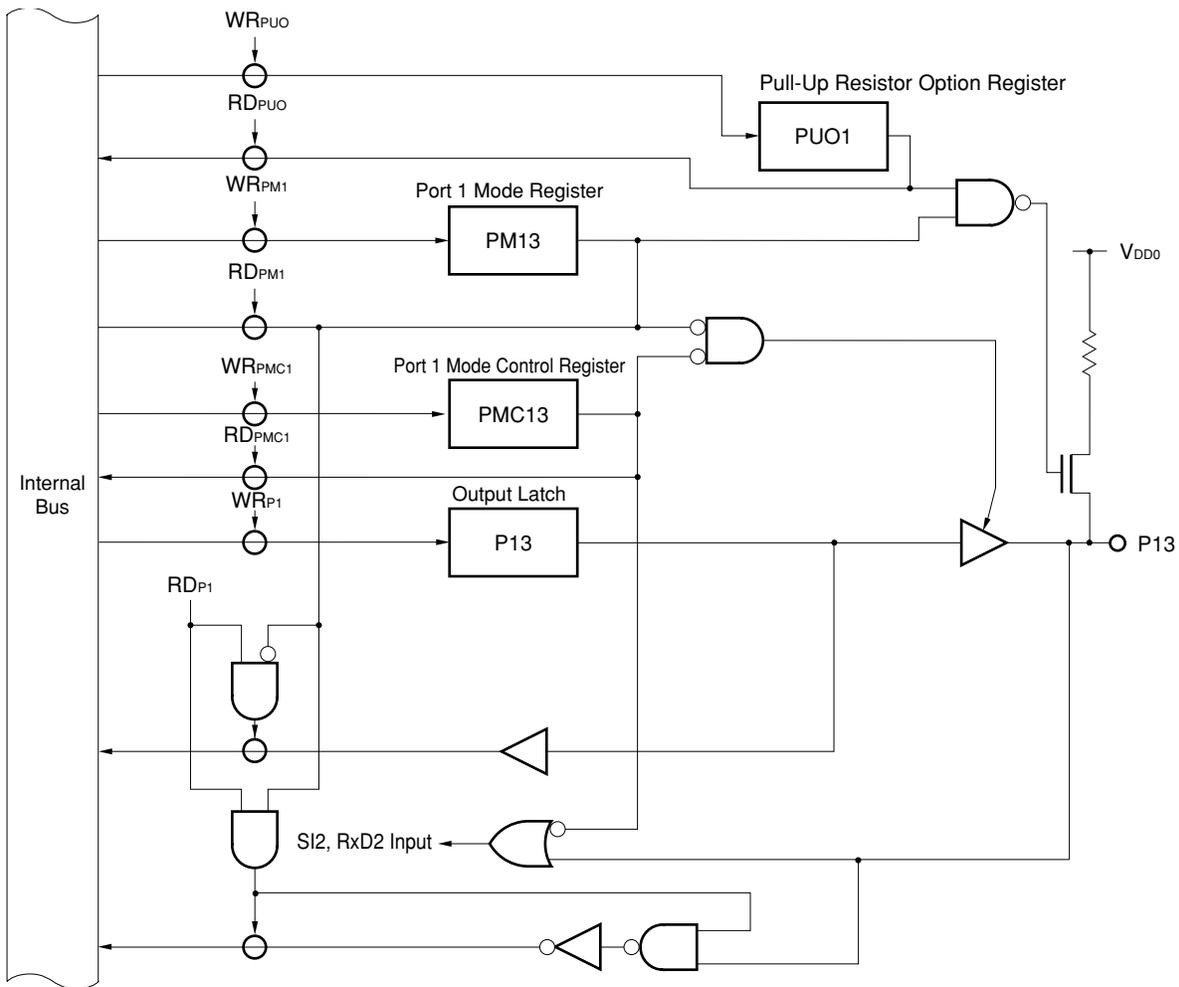 WRPUO
RDPUO
Pull-Up Resistor Option Register
PUO1
WRPM1
Port 1 Mode Register
PM13
VDD0
RDPM1
WRPMC1
Port 1 Mode Control Register
PMC13
RDPMC1
Internal
Bus
WRP1
Output Latch
P13
P13
RDP1
SI2, RxD2 Input